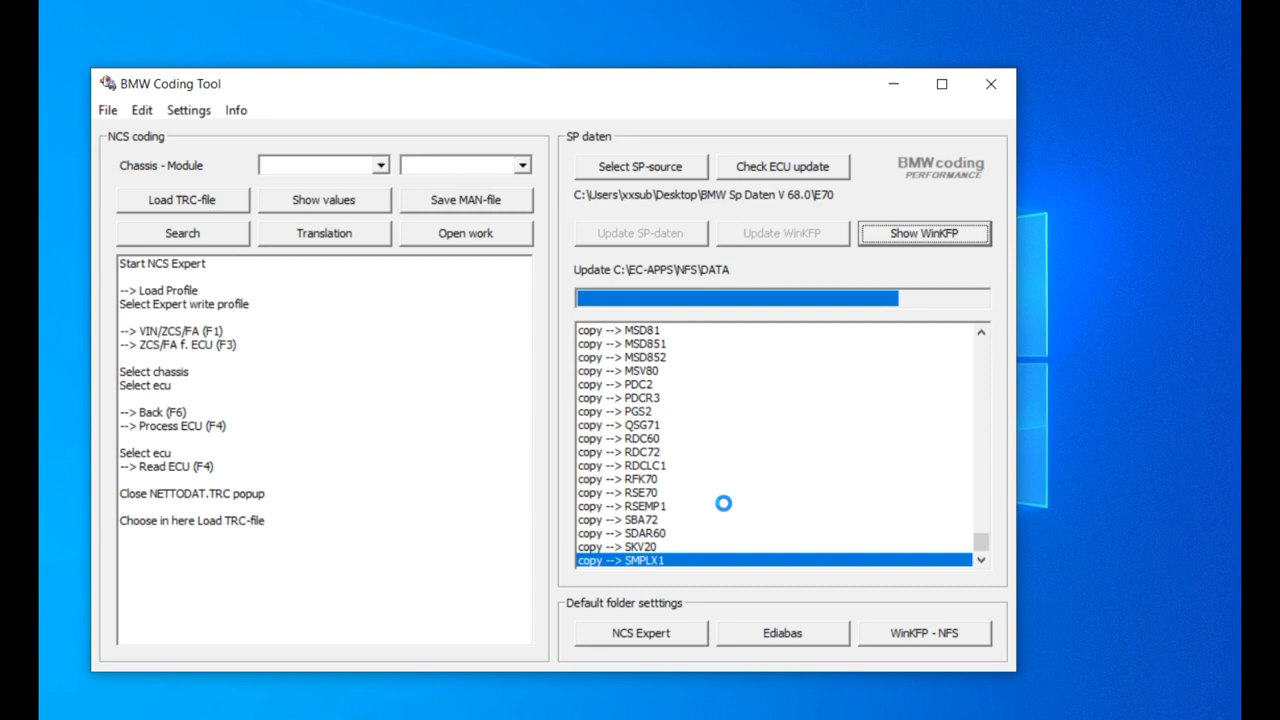 BMW Coding Tool
File Edit Settings Info
NCS coding
Chassis - Module
Load TRC-file Show values Save MAN-file
Search Translation Open work
Start NCS Expert
--> Load Profile
Select Expert write profile
--> VIN/ZCS/FA (F1)
--> ZCS/FA f. ECU (F3)
Select chassis
Select ecu
--> Back (F6)
--> Process ECU (F4)
Select ecu
--> Read ECU (F4)
Close NETTODAT.TRC popup
Choose in here Load TRC-file
SP daten
Select SP-source Check ECU update
BMWcoding
PERFORMANCE
C:\Users\xxsub\Desktop\BMW Sp Daten V 68.0\E70
Update SP-daten Update WinKFP Show WinKFP
Update C:\EC-APPS\NFS\DATA
copy --> MSD81
copy --> MSD851
copy --> MSD852
copy --> MSV80
copy --> PDC2
copy --> PDCR3
copy --> PGS2
copy --> QSG71
copy --> RDC60
copy --> RDC72
copy --> RDCLC1
copy --> RFK70
copy --> RSE70
copy --> RSEMP1
copy --> SBA72
copy --> SDAR60
copy --> SKV20
copy --> SMPLX1
Default folder setttings
NCS Expert Ediabas WinKFP - NFS